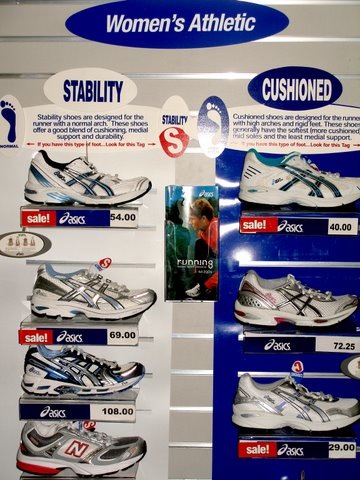 Women's Athletic
STABILITY
Stability shoes are designed for the
runner with a normal arch. These shoes
offer a good blend of cushioning, medial
support and durability.
If you have this type of foot...Look for this Tag
NORMAL
STABILITY
S
CUSHIONED
Cushioned shoes are designed for the runner
with high arches and rigid feet. These shoes
generally have the softest (more cushioned)
mid soles and the least medial support.
If you have this type of foot...Look for this Tag
sale! asics 54.00
sale! asics 40.00
asics
running
sale! asics 69.00
asics 72.25
asics 108.00
sale! asics 29.00
N